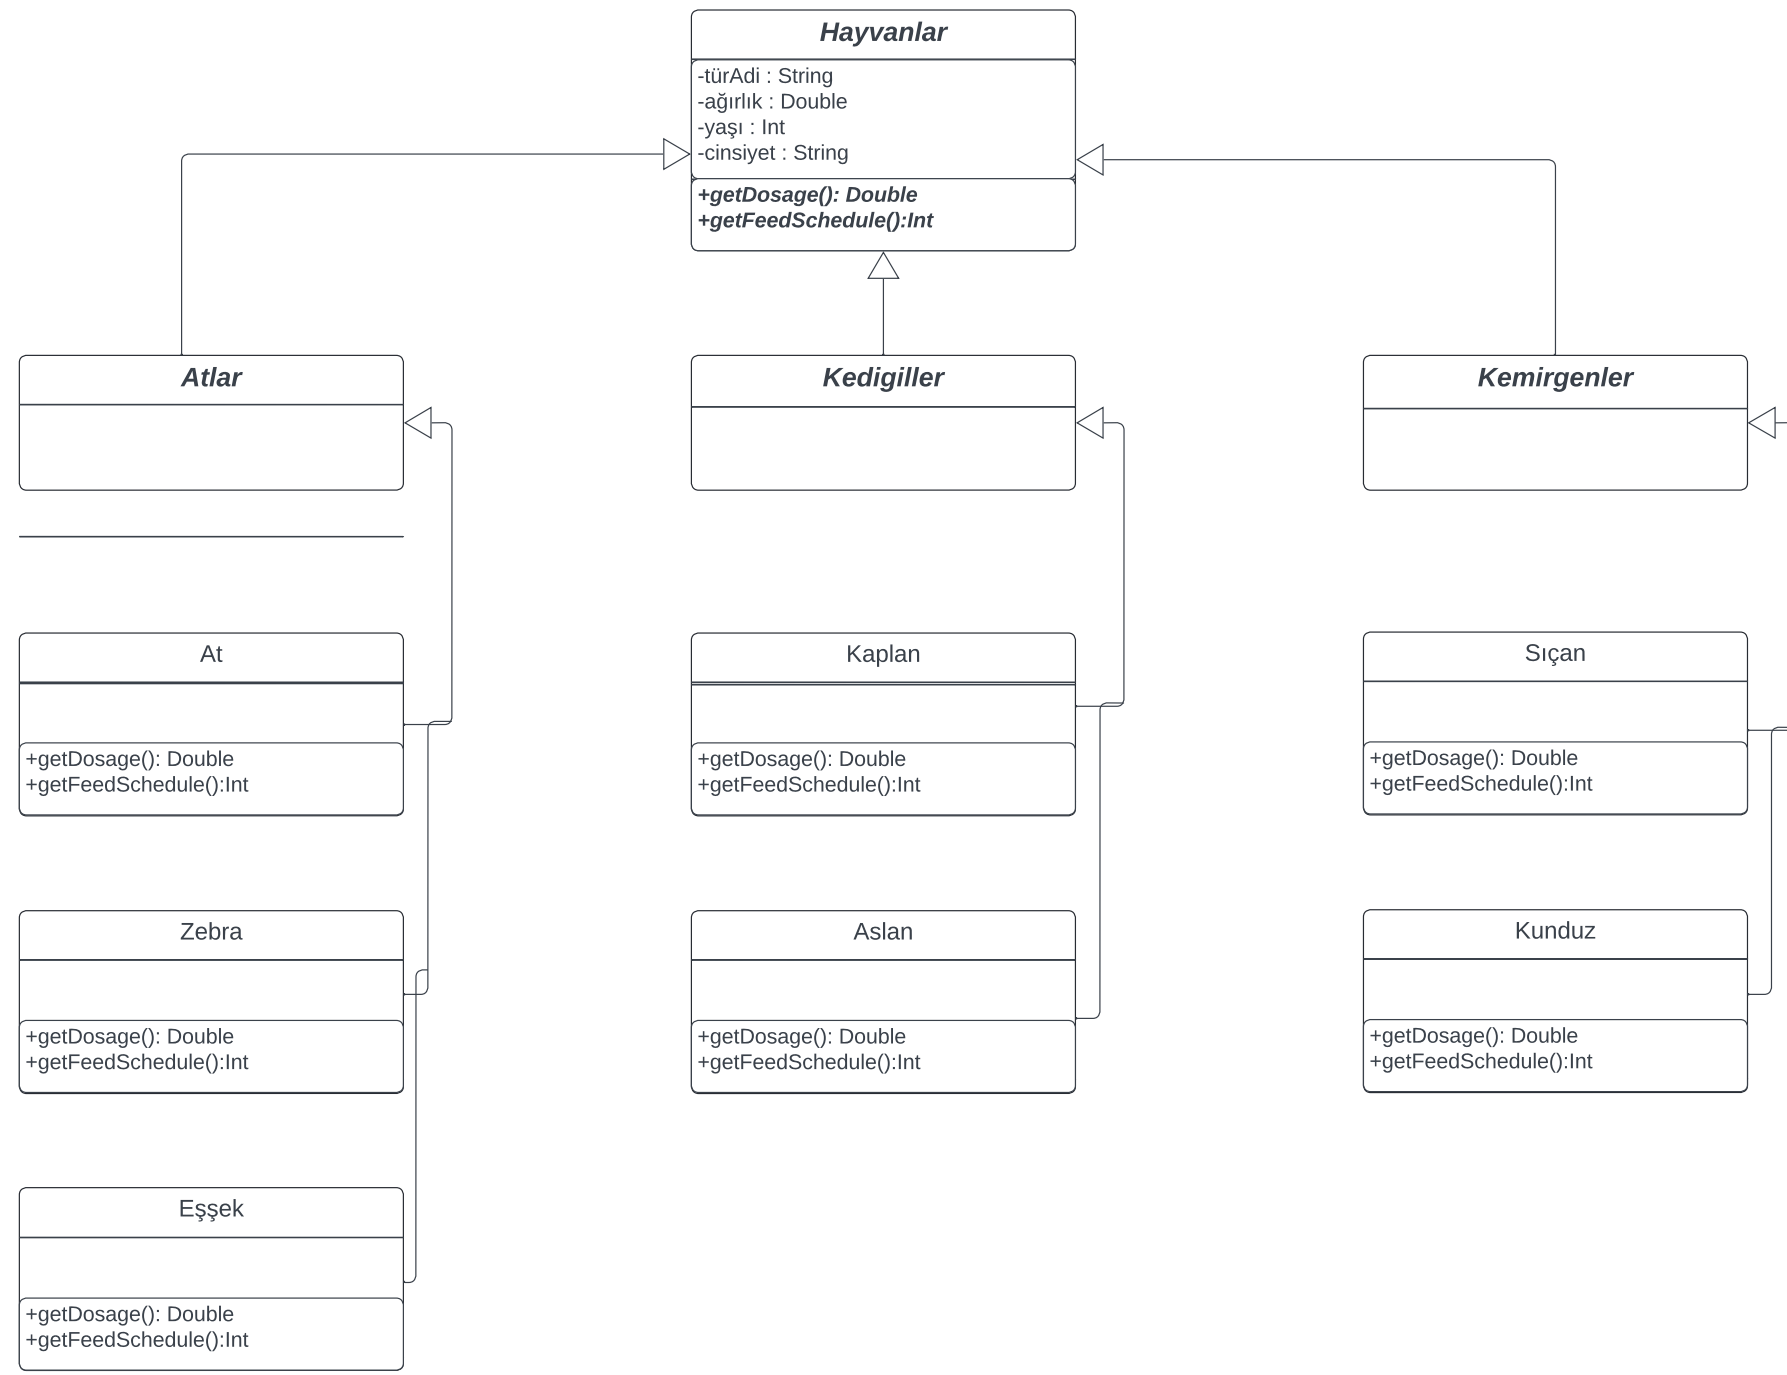 Hayvanlar
-türAdi : String
-ağırlık : Double
-yaşı : Int
-cinsiyet : String
+getDosage(): Double
+getFeedSchedule():Int
Atlar
Kedigiller
Kemirgenler
At
+getDosage(): Double
+getFeedSchedule():Int
Kaplan
+getDosage(): Double
+getFeedSchedule():Int
Sıçan
+getDosage(): Double
+getFeedSchedule():Int
Zebra
+getDosage(): Double
+getFeedSchedule():Int
Aslan
+getDosage(): Double
+getFeedSchedule():Int
Kunduz
+getDosage(): Double
+getFeedSchedule():Int
Eşşek
+getDosage(): Double
+getFeedSchedule():Int